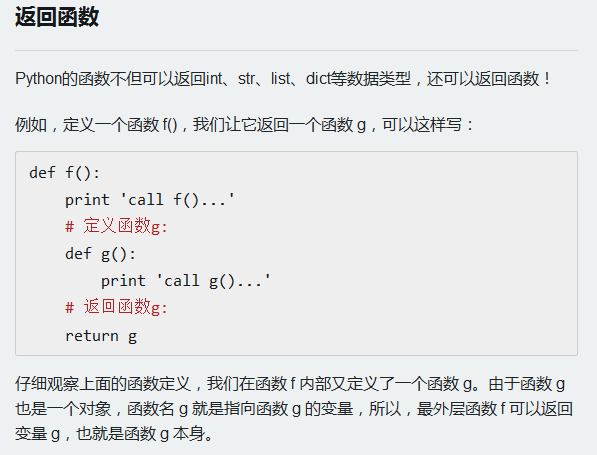 返回函数
Python的函数不但可以返回int、str、list、dict等数据类型，还可以返回函数！
例如，定义一个函数 f()，我们让它返回一个函数 g，可以这样写：
def f():
    print 'call f()...'
    # 定义函数g:
    def g():
        print 'call g()...'
    # 返回函数g:
    return g
仔细观察上面的函数定义，我们在函数 f 内部又定义了一个函数 g。由于函数 g
也是一个对象，函数名 g 就是指向函数 g 的变量，所以，最外层函数 f 可以返回
变量 g，也就是函数 g 本身。